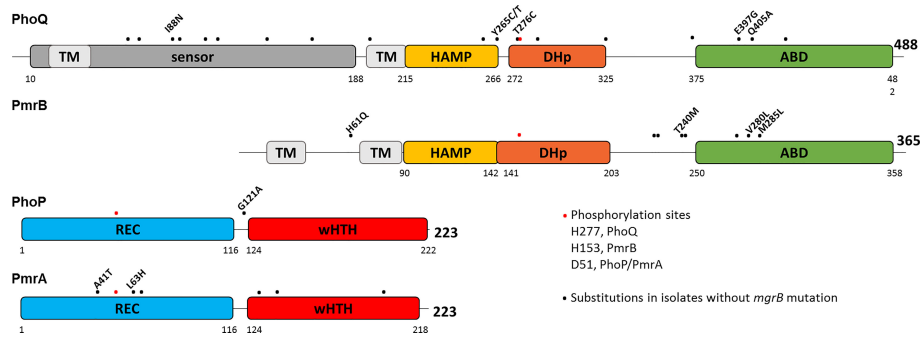 PhoQ
I88N
Y265C/T
T276C
E397G
Q405A
TM sensor TM HAMP DHp ABD 488
10 188 215 266 272 325 375 48
2
PmrB
H61Q
T240M
V280L
M285L
TM TM HAMP DHp ABD 365
90 142 141 203 250 358
PhoP
G121A
REC wHTH 223
1 116 124 222
PmrA
A41T
L63H
REC wHTH 223
1 116 124 218
Phosphorylation sites
H277, PhoQ
H153, PmrB
D51, PhoP/PmrA
Substitutions in isolates without mgrB mutation